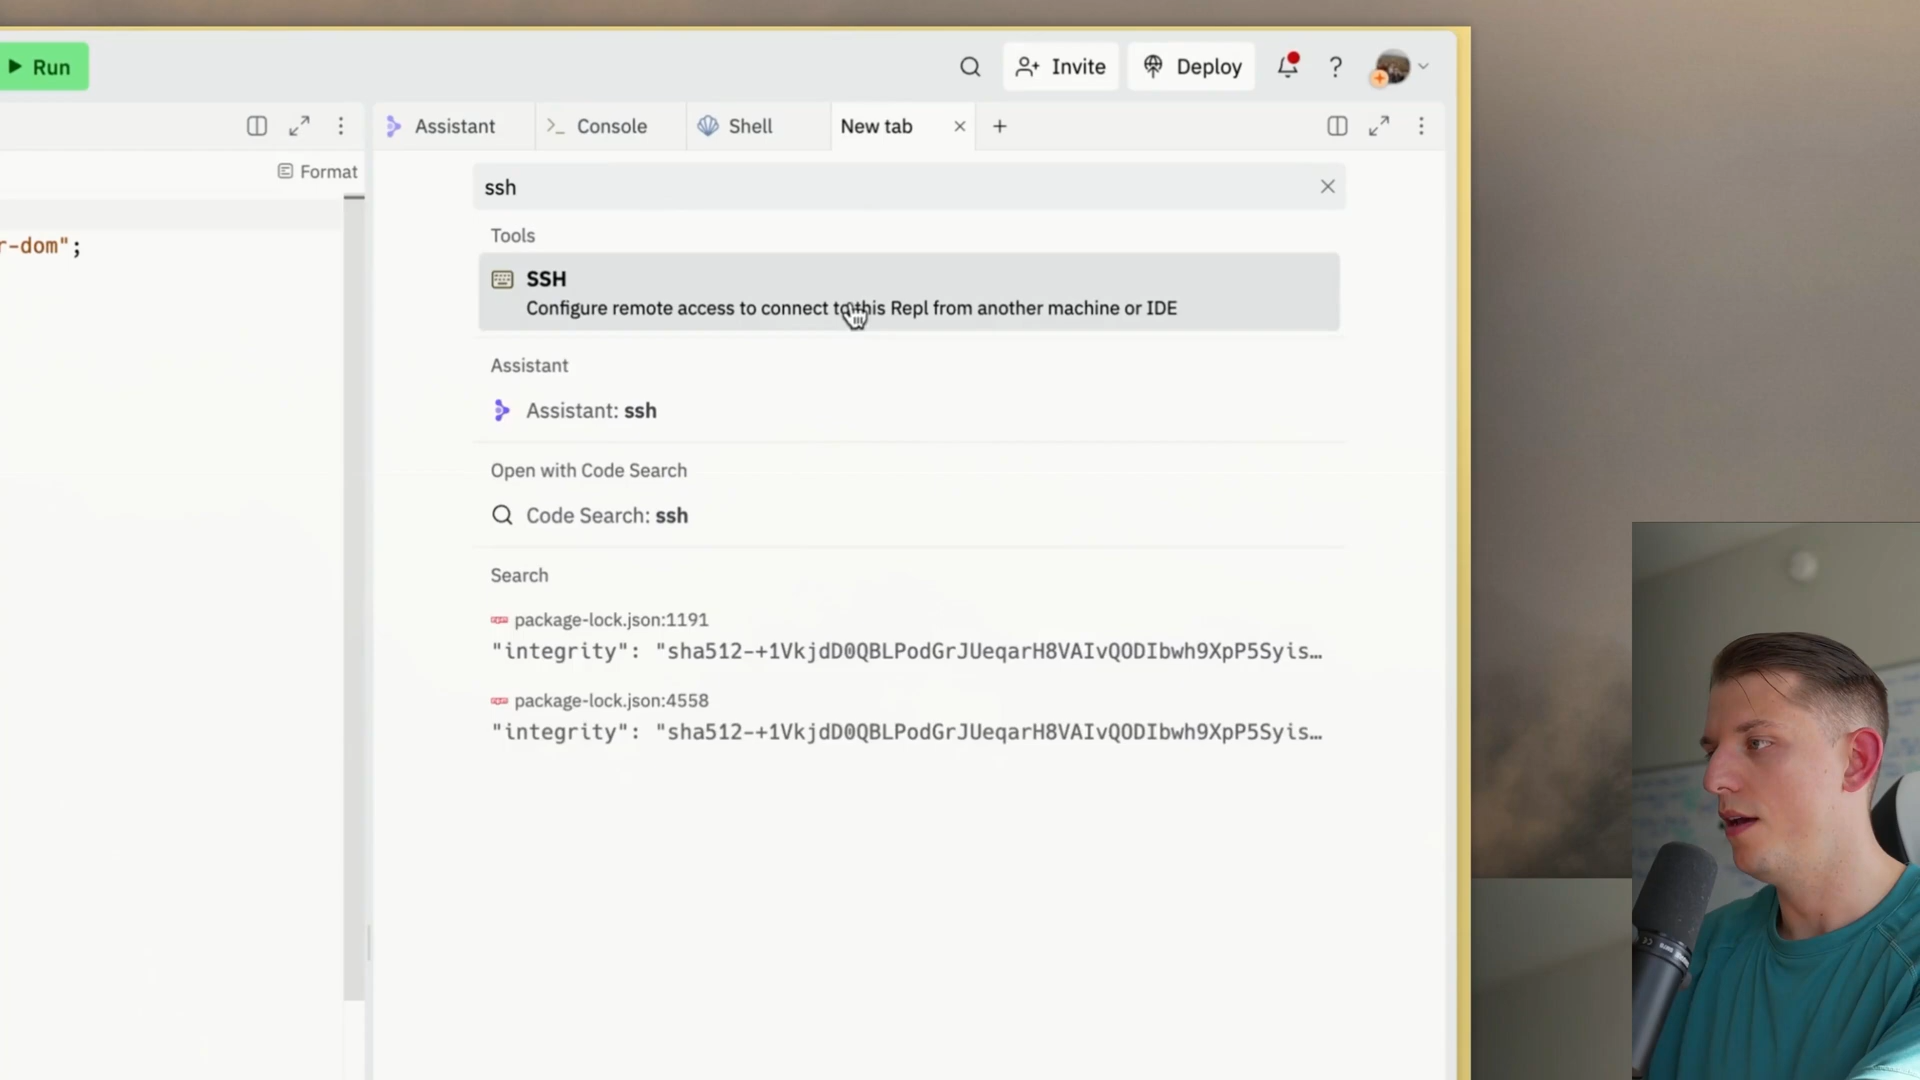 Run
Invite
Deploy
Assistant
Console
Shell
New tab
Format
ssh
r-dom";
Tools
SSH
Configure remote access to connect to this Repl from another machine or IDE
Assistant
Assistant: ssh
Open with Code Search
Code Search: ssh
Search
package-lock.json:1191
"integrity": "sha512-+1VkjdD0QBLPodGrJUeqarH8VAIvQODIbwh9XpP5Syis…
package-lock.json:4558
"integrity": "sha512-+1VkjdD0QBLPodGrJUeqarH8VAIvQODIbwh9XpP5Syis…